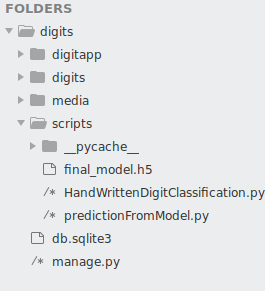 FOLDERS
digits
digitapp
digits
media
scripts
__pycache__
final_model.h5
/* HandWrittenDigitClassification.py
/* predictionFromModel.py
db.sqlite3
/* manage.py